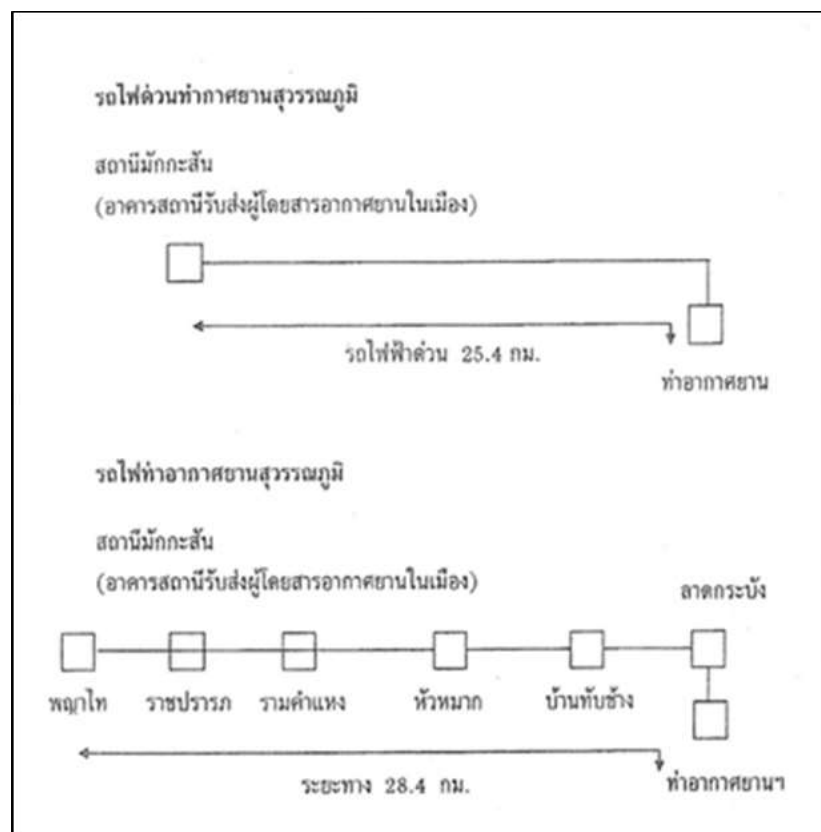 รถไฟด่วนทำกาศยานสุวรรณภูมิ
สถานีมักกะสัน
(อาคารสถานีรับส่งผู้โดยสารอากาศยานในเมือง)
รถไฟฟ้าด่วน 25.4 กม.
ท่าอากาศยาน
รถไฟท่าอากาศยานสุวรรณภูมิ
สถานีมักกะสัน
(อาคารสถานีรับส่งผู้โดยสารอากาศยานในเมือง)
ลาดกระบัง
พญาไท ราชปรารภ รามคำแหง หัวหมาก บ้านทับช้าง
ระยะทาง 28.4 กม.
ท่าอากาศยานฯ